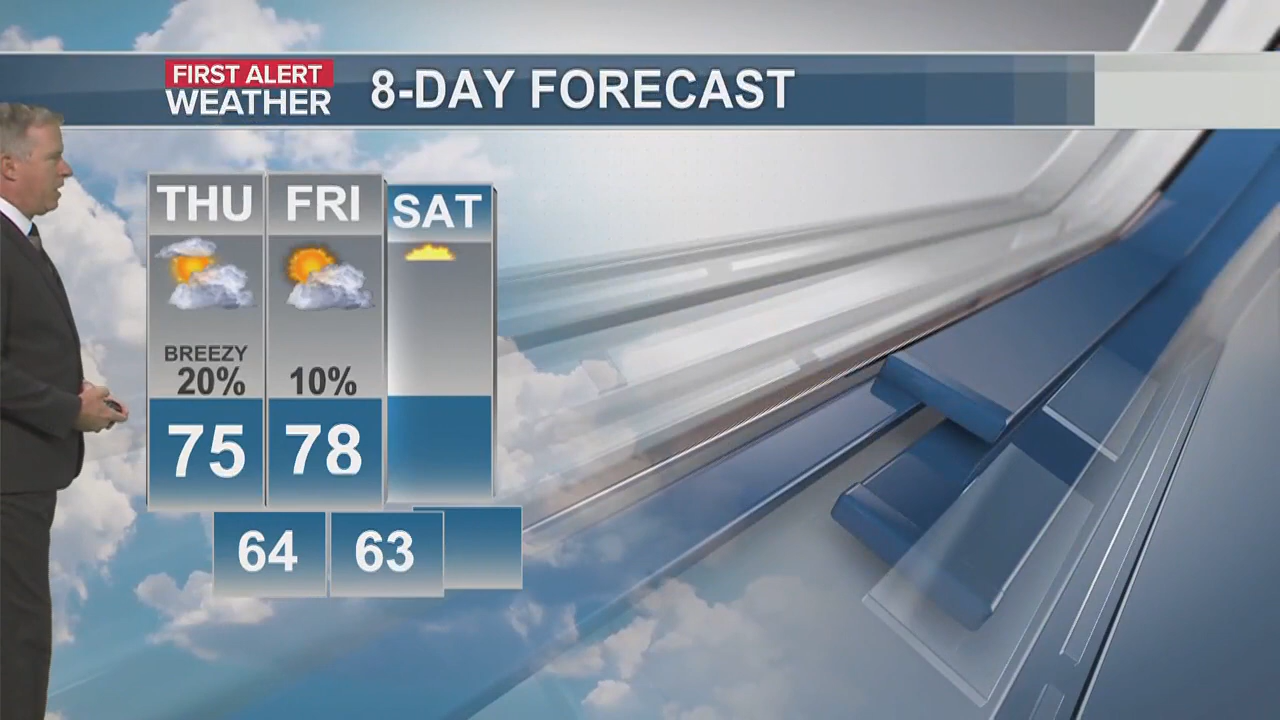 FIRST ALERT
WEATHER
8-DAY FORECAST
THU FRI SAT
BREEZY
20% 10%
75 78
64 63